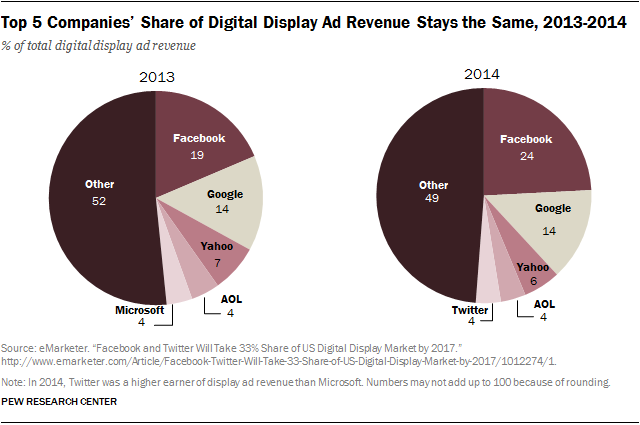 Top 5 Companies' Share of Digital Display Ad Revenue Stays the Same, 2013-2014
% of total digital display ad revenue
2013
Facebook
19
Google
14
Yahoo
7
AOL
4
Microsoft
4
Other
52
2014
Facebook
24
Google
14
Yahoo
6
AOL
4
Twitter
4
Other
49
Source: eMarketer. “Facebook and Twitter Will Take 33% Share of US Digital Display Market by 2017.”
http://www.emarketer.com/Article/Facebook-Twitter-Will-Take-33-Share-of-US-Digital-Display-Market-by-2017/1012274/1.
Note: In 2014, Twitter was a higher earner of display ad revenue than Microsoft. Numbers may not add up to 100 because of rounding.
PEW RESEARCH CENTER